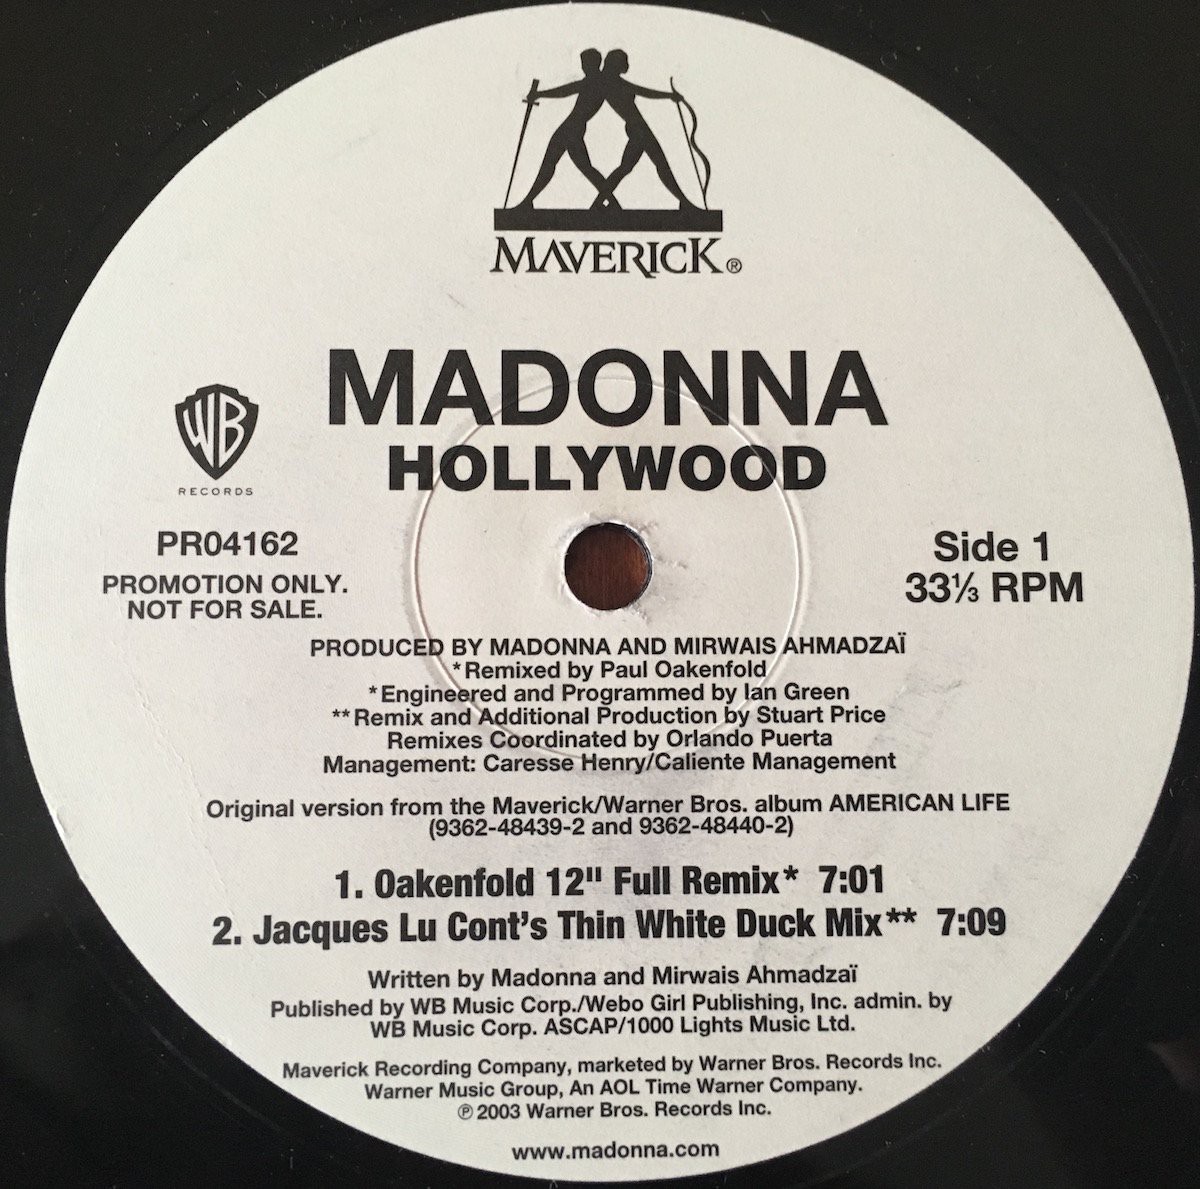 MAVERICK®
MADONNA
HOLLYWOOD
WB
RECORDS
PR04162
PROMOTION ONLY.
NOT FOR SALE.
Side 1
33⅓ RPM
PRODUCED BY MADONNA AND MIRWAIS AHMADZAÏ
*Remixed by Paul Oakenfold
*Engineered and Programmed by Ian Green
**Remix and Additional Production by Stuart Price
Remixes Coordinated by Orlando Puerta
Management: Caresse Henry/Caliente Management
Original version from the Maverick/Warner Bros. album AMERICAN LIFE
(9362-48439-2 and 9362-48440-2)
1. Oakenfold 12" Full Remix* 7:01
2. Jacques Lu Cont's Thin White Duck Mix** 7:09
Written by Madonna and Mirwais Ahmadzaï
Published by WB Music Corp./Webo Girl Publishing, Inc. admin. by
WB Music Corp. ASCAP/1000 Lights Music Ltd.
Maverick Recording Company, marketed by Warner Bros. Records Inc.
Warner Music Group, An AOL Time Warner Company.
℗ 2003 Warner Bros. Records Inc.
www.madonna.com